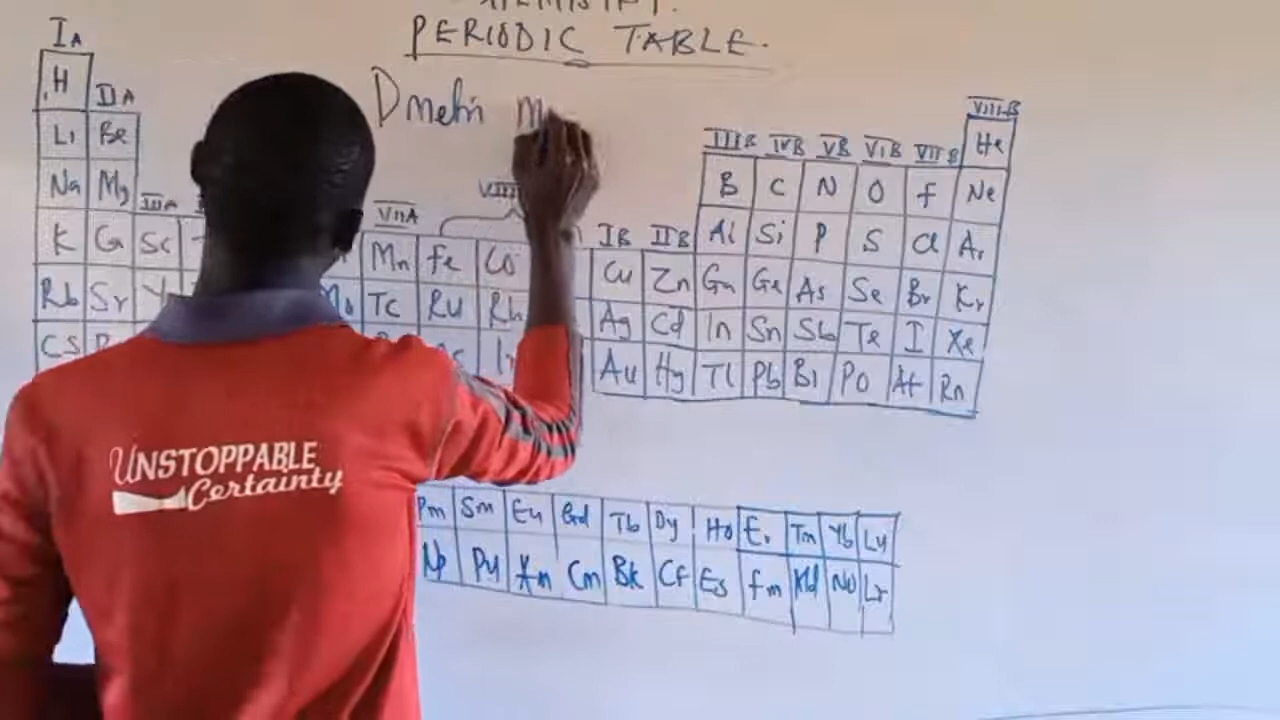 PERIODIC TABLE.
IA
H IIA VIII B
Li Be IIIB IVB VB VIB VIIB He
Na Mg IIIA VIIA VIII B C N O F Ne
K Ca Sc Mn Fe Co IB IIB Al Si P S Cl Ar
Rb Sr Y Mo TC RU Rh Cu Zn Ga Ge As Se Br Kr
CS Ag Cd In Sn Sb Te I Xe
Au Hg Tl Pb Bi PO At Rn
UNSTOPPABLE
Certainty
Pm Sm Eu Gd Tb Dy Ho Er Tm Yb Lu
Np Pu Am Cm Bk Cf Es fm Md No Lr